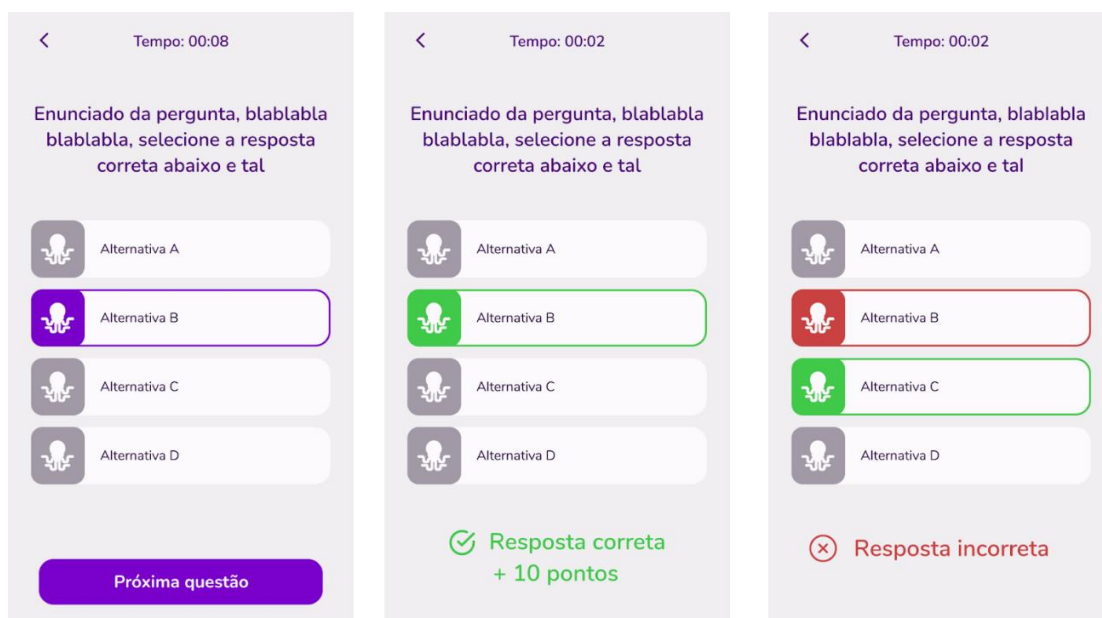 Tempo: 00:08
Enunciado da pergunta, blablabla
blablabla, selecione a resposta
correta abaixo e tal
Alternativa A
Alternativa B
Alternativa C
Alternativa D
Próxima questão
Tempo: 00:02
Enunciado da pergunta, blablabla
blablabla, selecione a resposta
correta abaixo e tal
Alternativa A
Alternativa B
Alternativa C
Alternativa D
Resposta correta
+ 10 pontos
Tempo: 00:02
Enunciado da pergunta, blablabla
blablabla, selecione a resposta
correta abaixo e tal
Alternativa A
Alternativa B
Alternativa C
Alternativa D
Resposta incorreta